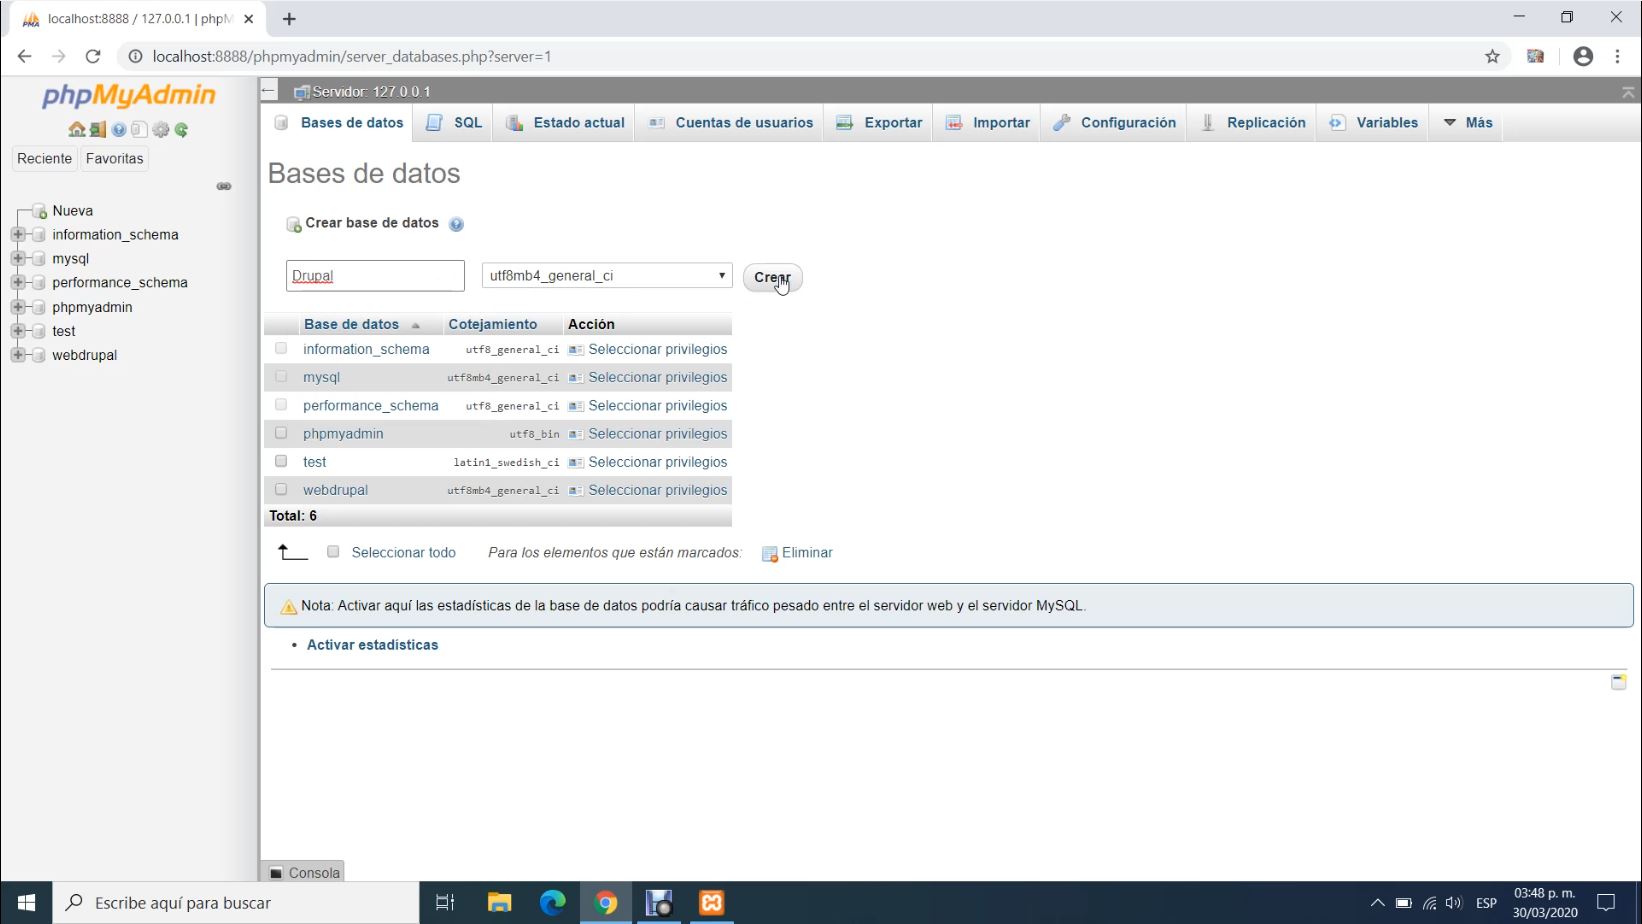 localhost:8888 / 127.0.0.1 | phpM
localhost:8888/phpmyadmin/server_databases.php?server=1
phpMyAdmin
Reciente Favoritas
Nueva
information_schema
mysql
performance_schema
phpmyadmin
test
webdrupal
Servidor: 127.0.0.1
Bases de datos SQL Estado actual Cuentas de usuarios Exportar Importar Configuración Replicación Variables Más
Bases de datos
Crear base de datos
Drupal utf8mb4_general_ci Crear
Base de datos Cotejamiento Acción
information_schema utf8_general_ci Seleccionar privilegios
mysql utf8mb4_general_ci Seleccionar privilegios
performance_schema utf8_general_ci Seleccionar privilegios
phpmyadmin utf8_bin Seleccionar privilegios
test latin1_swedish_ci Seleccionar privilegios
webdrupal utf8mb4_general_ci Seleccionar privilegios
Total: 6
Seleccionar todo Para los elementos que están marcados: Eliminar
Nota: Activar aquí las estadísticas de la base de datos podría causar tráfico pesado entre el servidor web y el servidor MySQL.
• Activar estadísticas
Consola
Escribe aquí para buscar
ESP
03:48 p. m.
30/03/2020